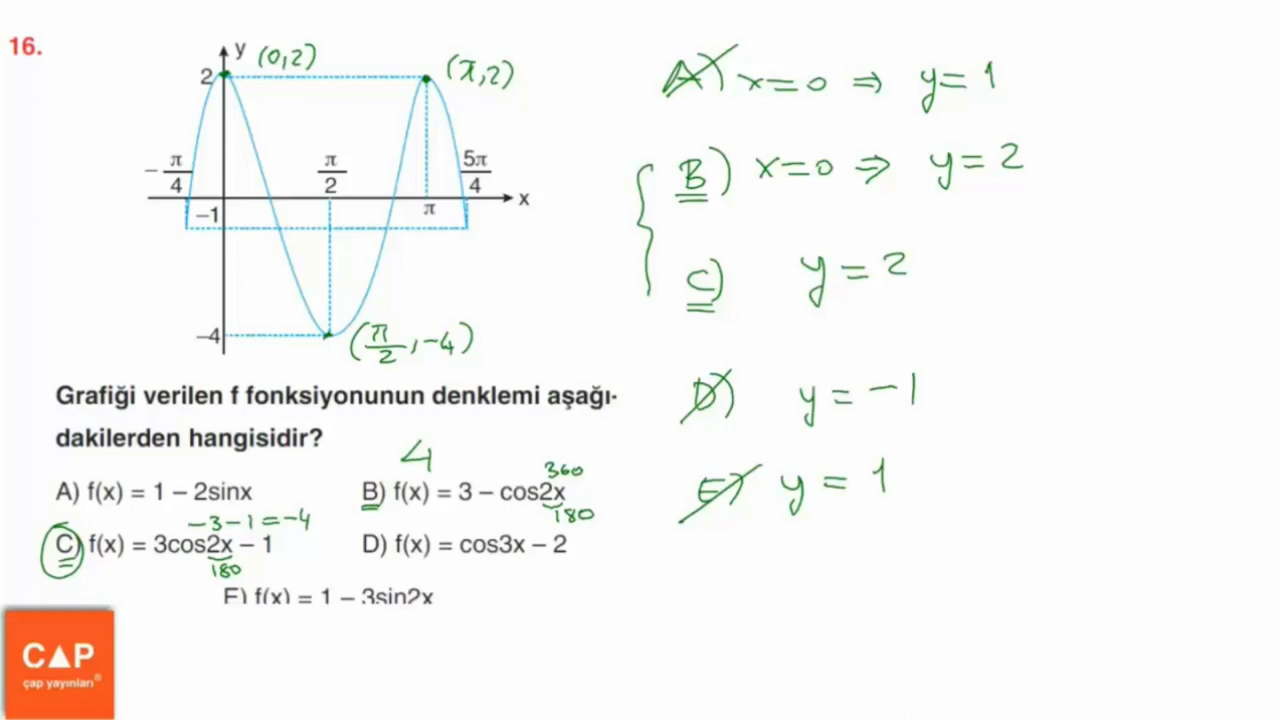 16.
y
(0,2)
(π,2)
2
-π/4
π/2
5π/4
-1
π
x
-4
(π/2, -4)
Grafiği verilen f fonksiyonunun denklemi aşağı-
dakilerden hangisidir?
4
360
A) f(x) = 1 – 2sinx
B) f(x) = 3 – cos2x
180
-3-1=-4
C) f(x) = 3cos2x – 1
D) f(x) = cos3x – 2
180
E) f(x) = 1 – 3sin2x
A) x=0 ⇒ y=1
B) x=0 ⇒ y=2
C) y=2
D) y=-1
E) y=1
ÇAP
çap yayınları®